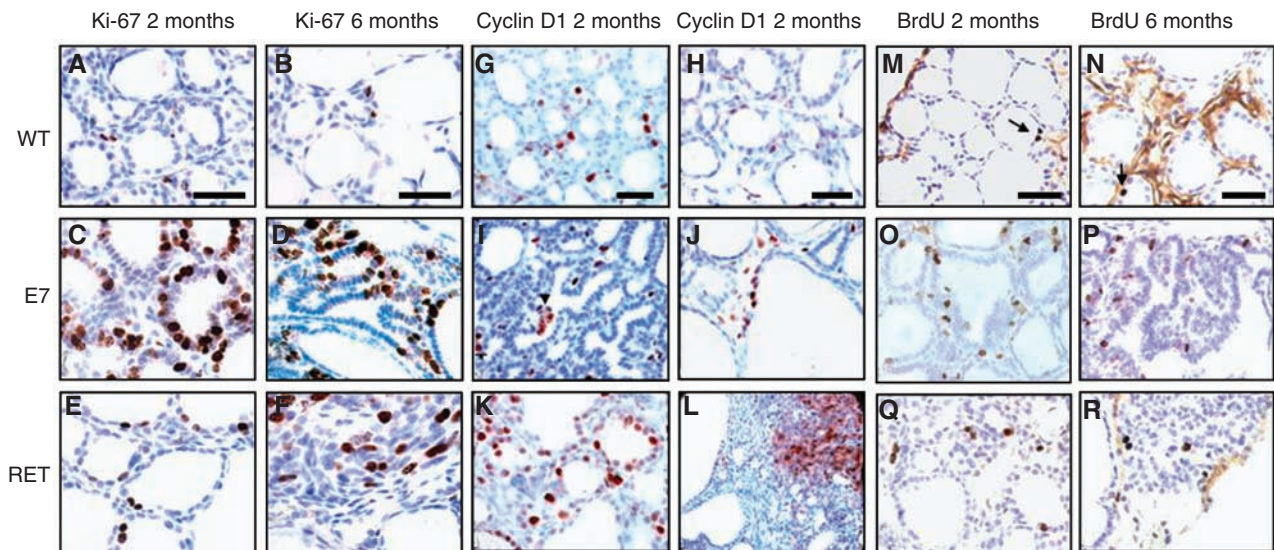 Ki-67 2 months Ki-67 6 months Cyclin D1 2 months Cyclin D1 2 months BrdU 2 months BrdU 6 months
WT A B G H M N
E7 C D I J O P
RET E F K L Q R